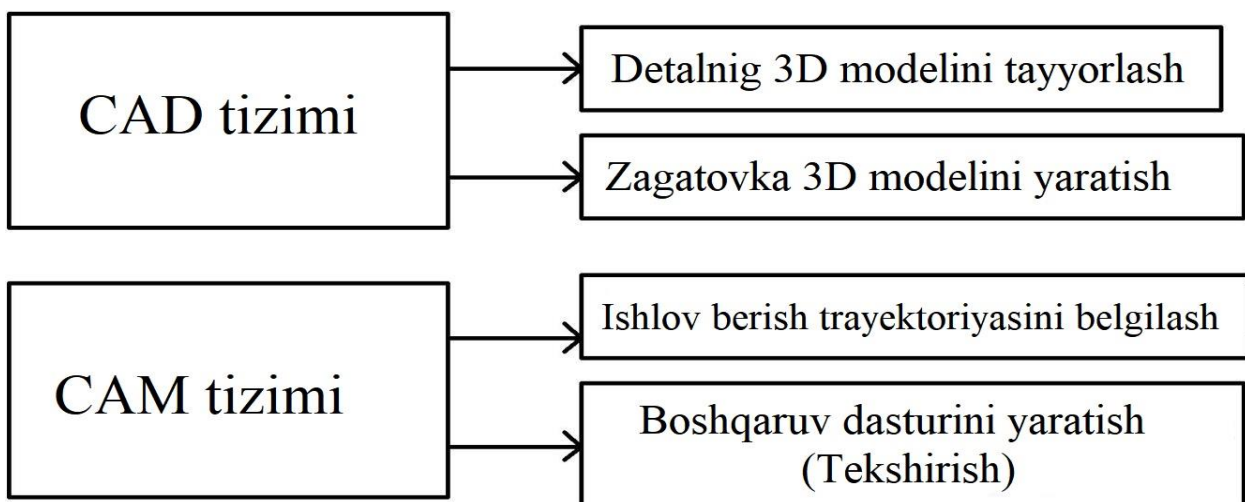 CAD tizimi
Detalnig 3D modelini tayyorlash
Zagatovka 3D modelini yaratish
CAM tizimi
Ishlov berish trayektoriyasini belgilash
Boshqaruv dasturini yaratish
(Tekshirish)